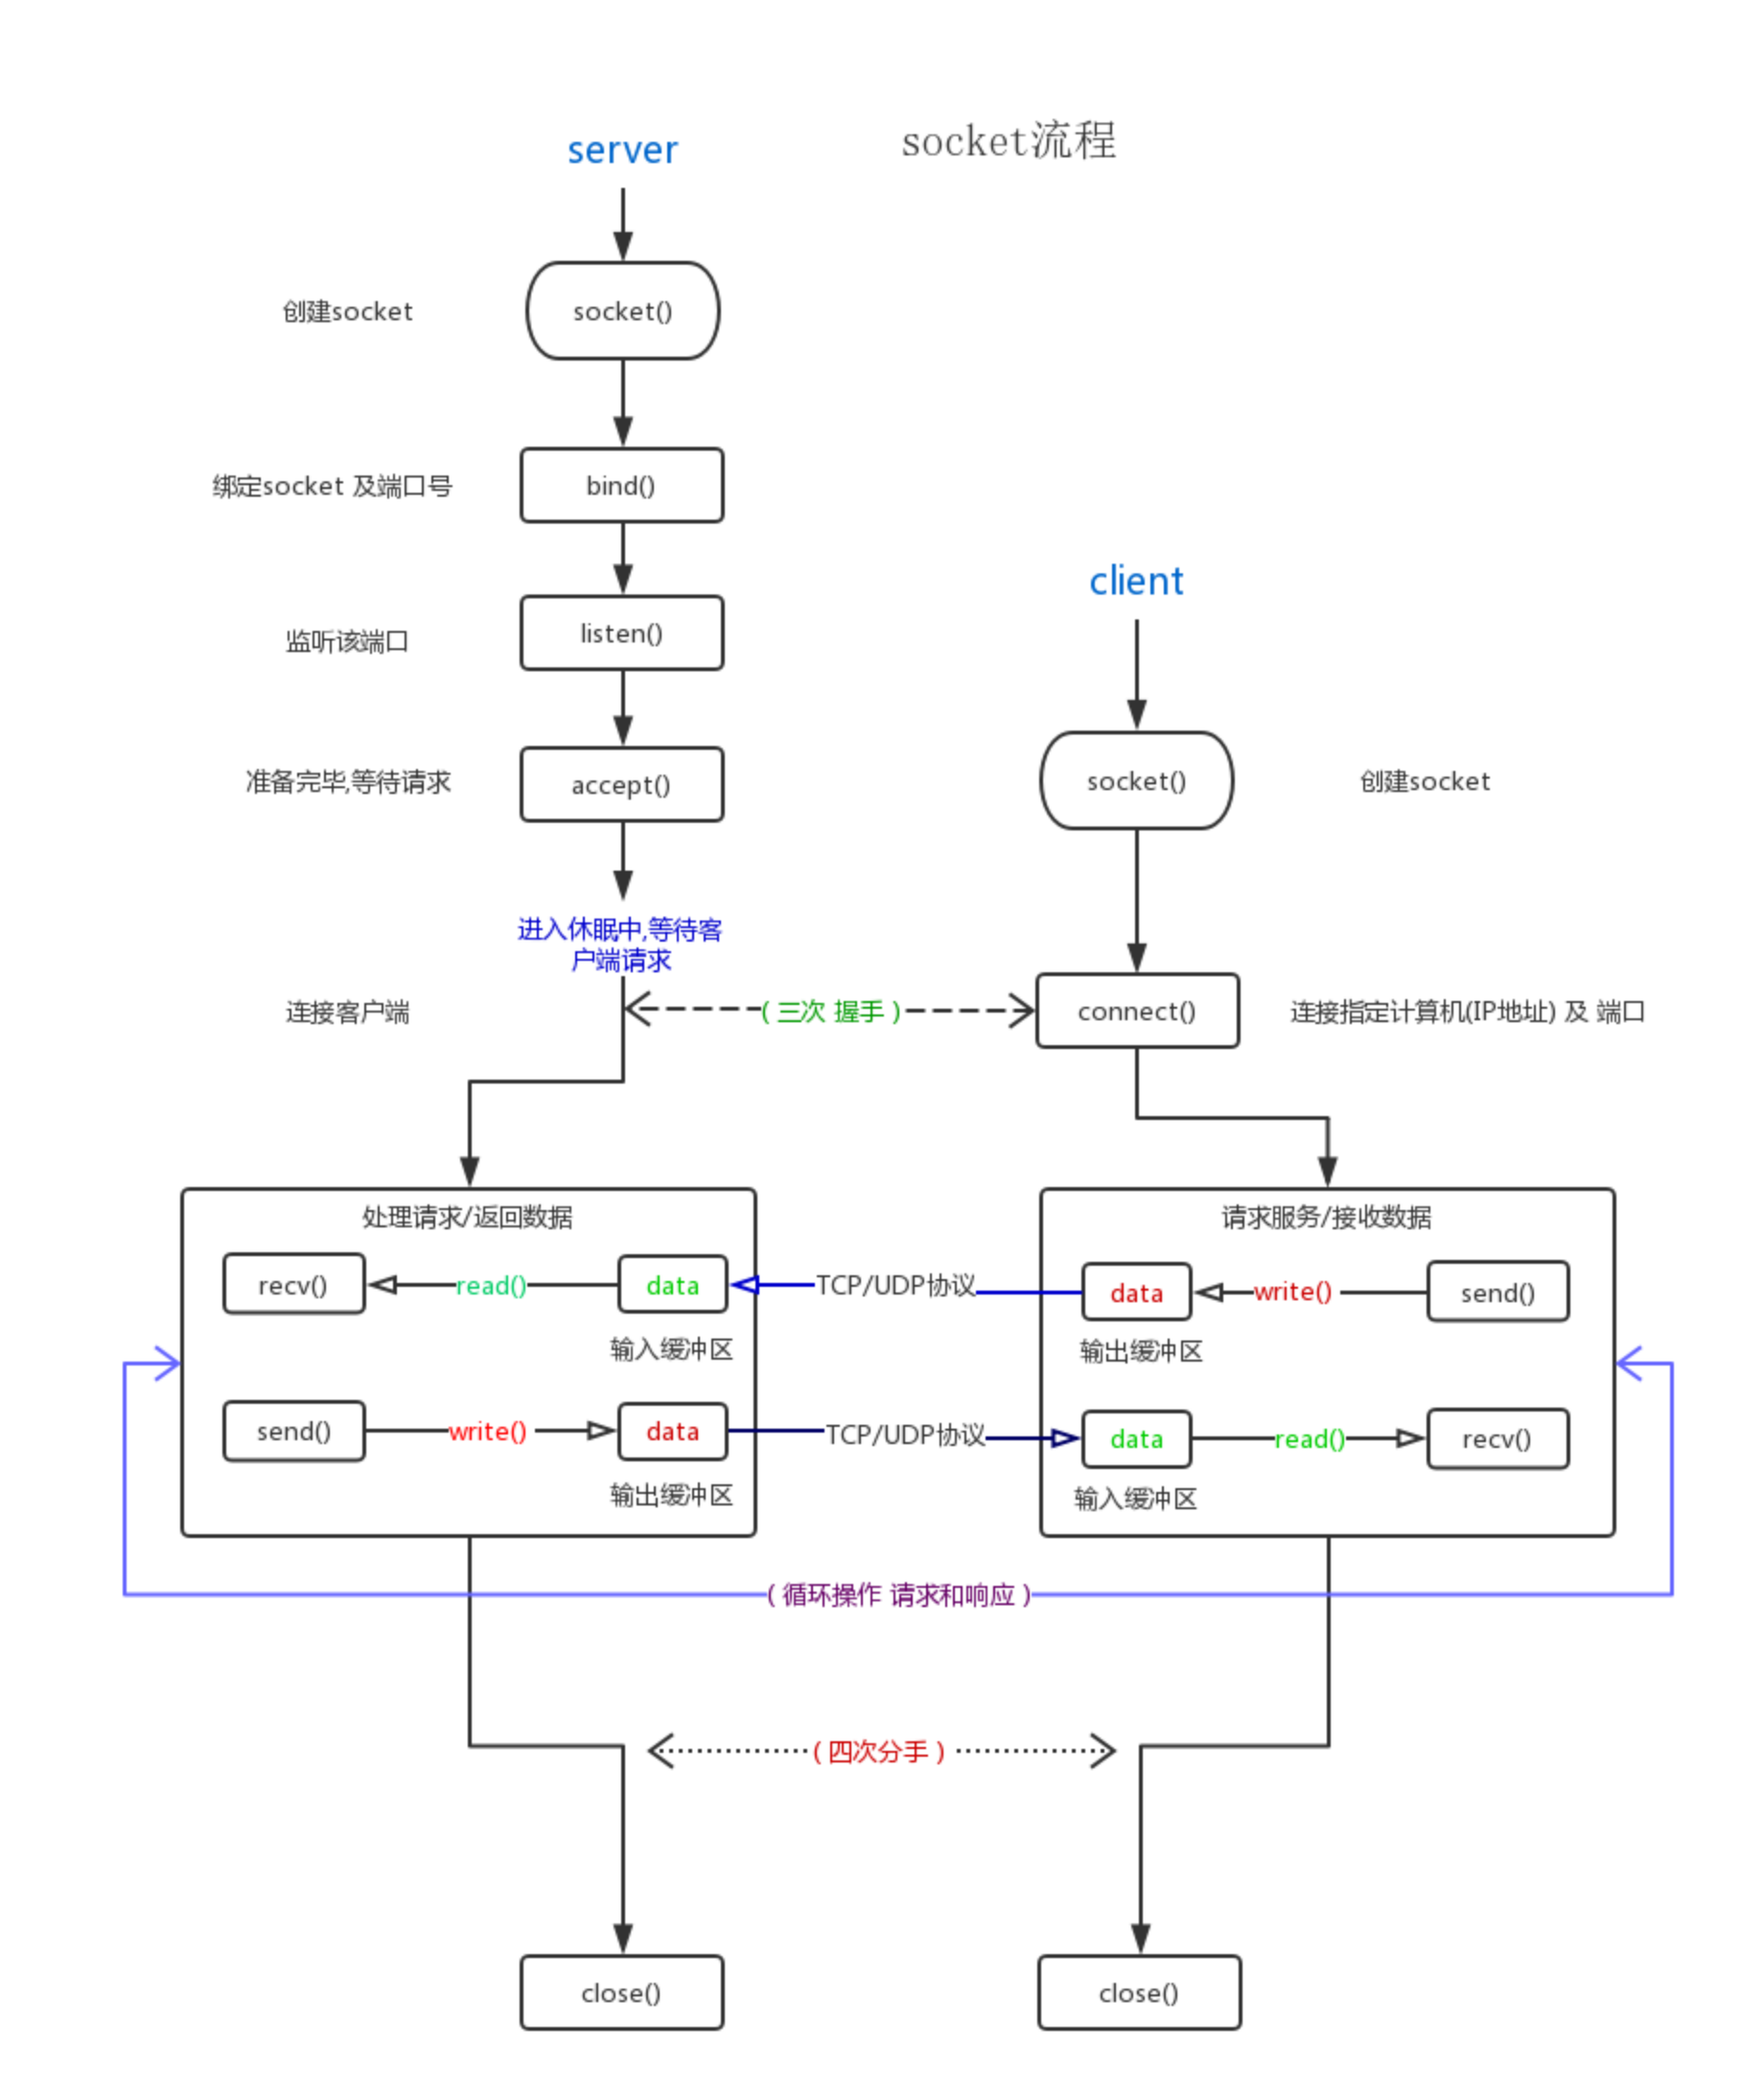 server
socket流程
创建socket
socket()
绑定socket 及端口号
bind()
监听该端口
listen()
client
准备完毕,等待请求
accept()
socket()
创建socket
进入休眠中,等待客
户端请求
连接客户端
( 三次 握手 )
connect()
连接指定计算机(IP地址) 及 端口
处理请求/返回数据
recv()
read()
data
输入缓冲区
send()
write()
data
输出缓冲区
TCP/UDP协议
TCP/UDP协议
请求服务/接收数据
data
write()
send()
输出缓冲区
data
read()
recv()
输入缓冲区
( 循环操作 请求和响应 )
( 四次分手 )
close()
close()